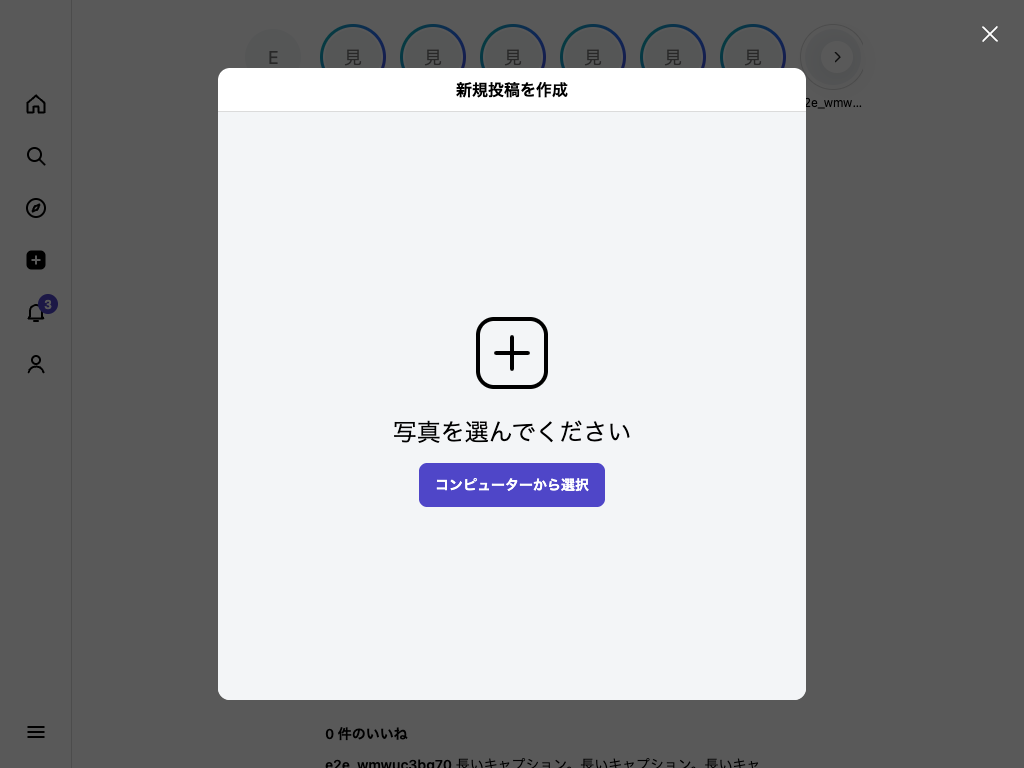 E
見
見
見
見
見
見
2e_wmw...
新規投稿を作成
3
写真を選んでください
コンピューターから選択
0 件のいいね
e2e_wmwuc3bq70 長いキャプション。長いキャプション。長いキャ